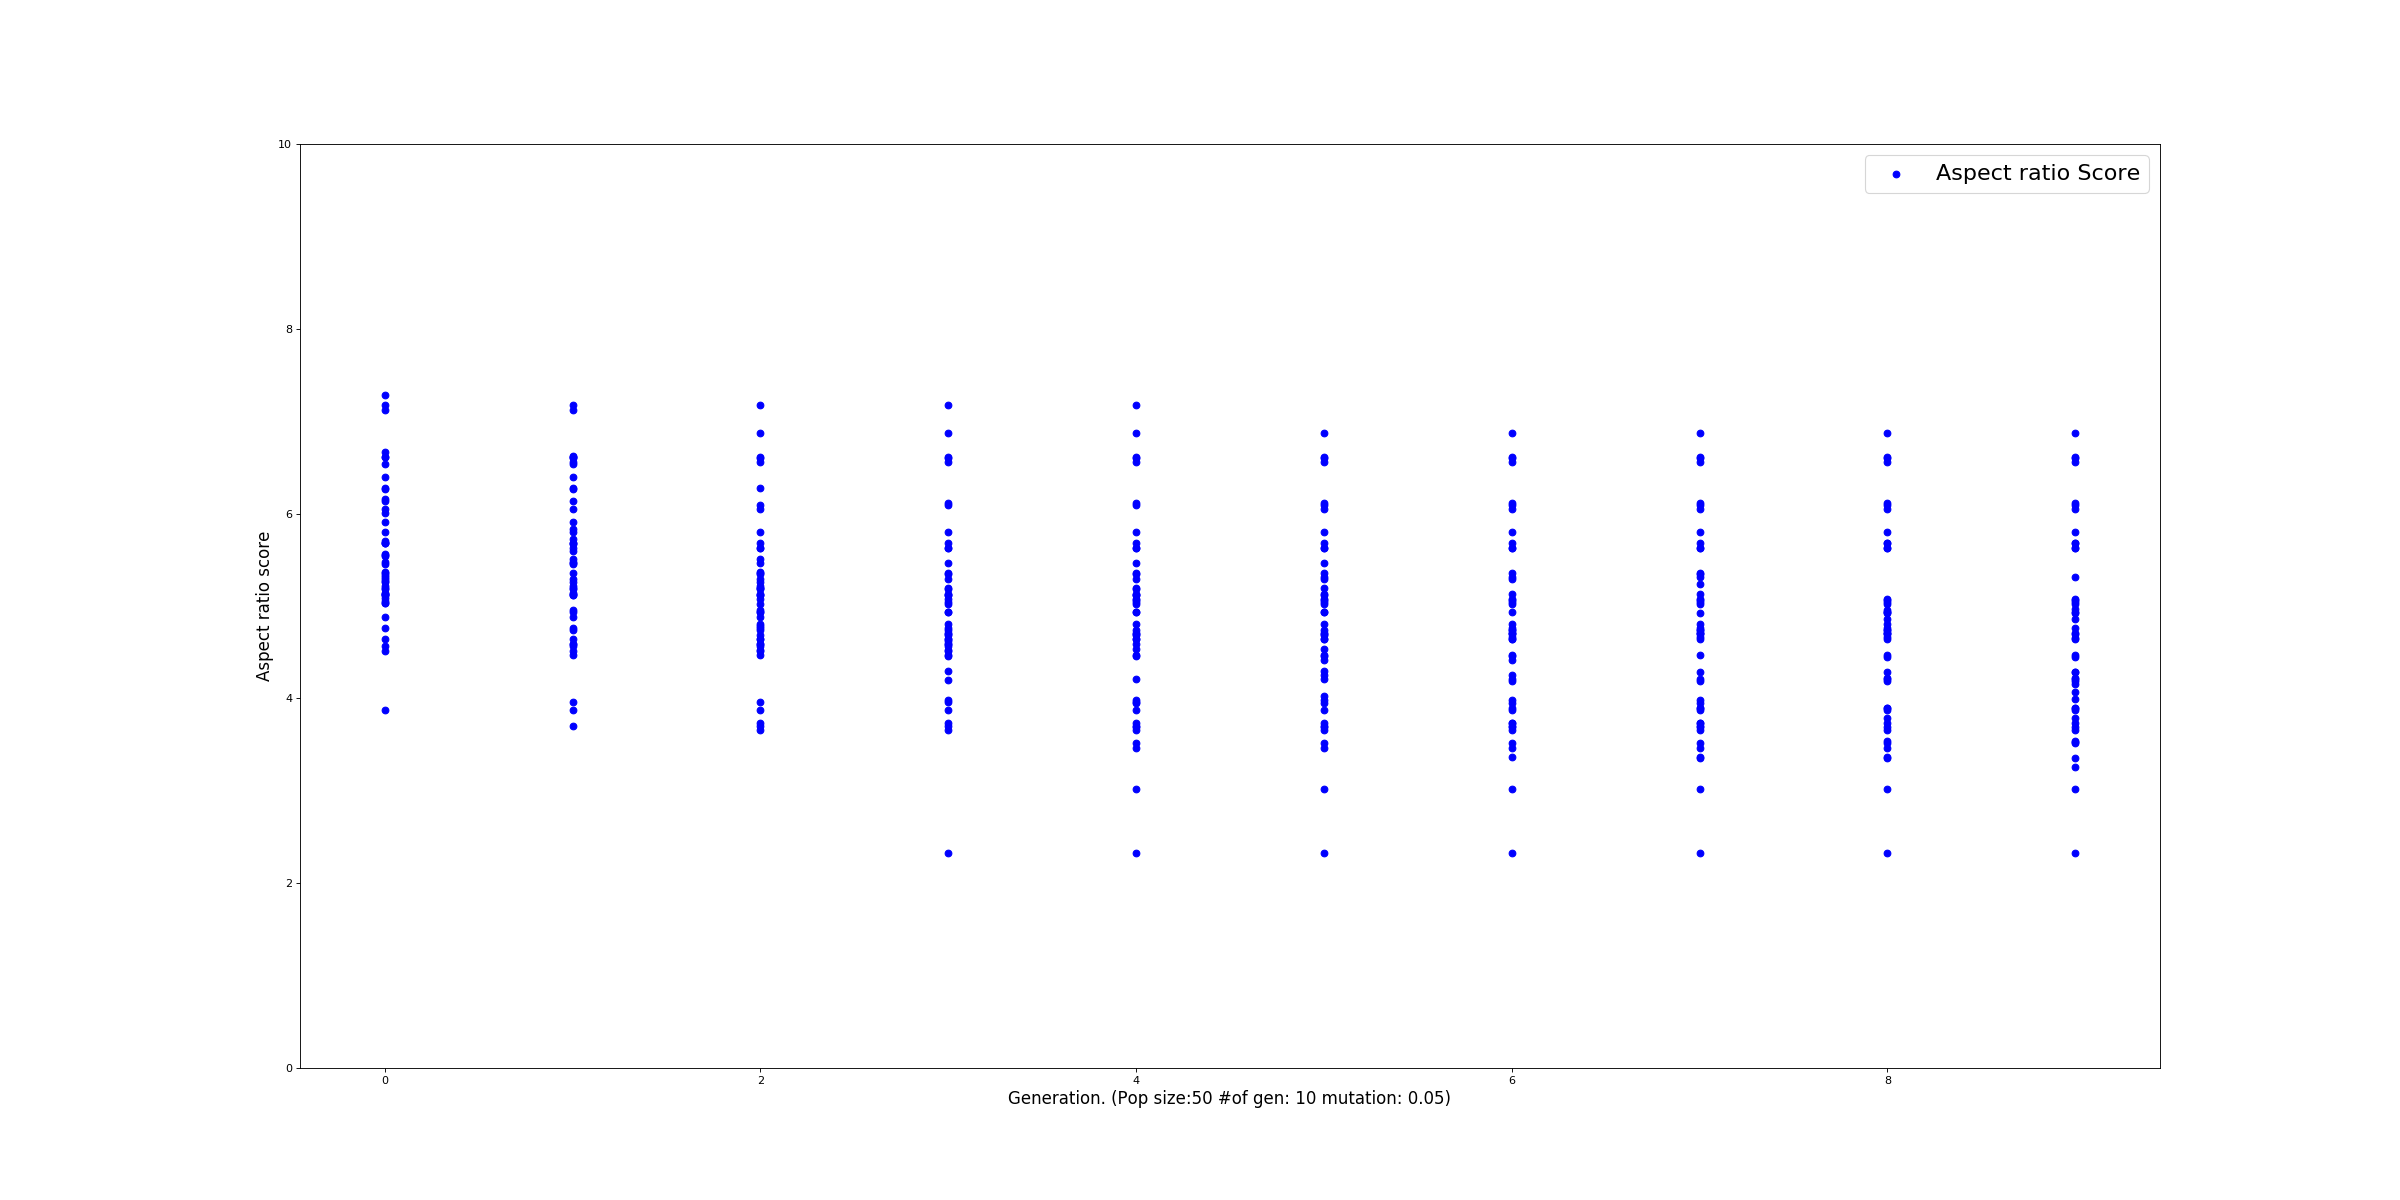 10
Aspect ratio Score
8
6
Aspect ratio score
4
2
0
0 2 4 6 8
Generation. (Pop size:50 #of gen: 10 mutation: 0.05)